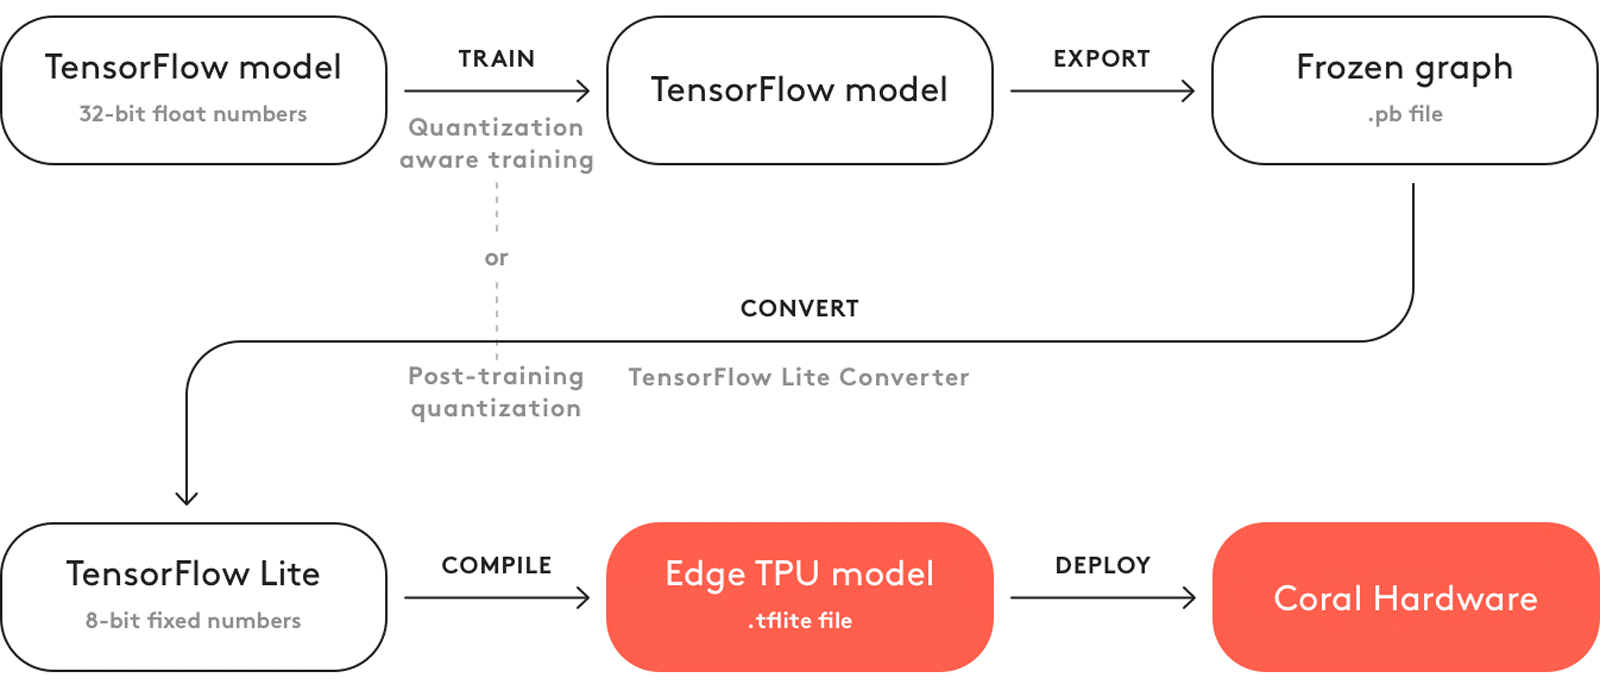 TensorFlow model
32-bit float numbers
TRAIN
Quantization
aware training
TensorFlow model
EXPORT
Frozen graph
.pb file
or
CONVERT
Post-training
quantization
TensorFlow Lite Converter
TensorFlow Lite
8-bit fixed numbers
COMPILE
Edge TPU model
.tflite file
DEPLOY
Coral Hardware